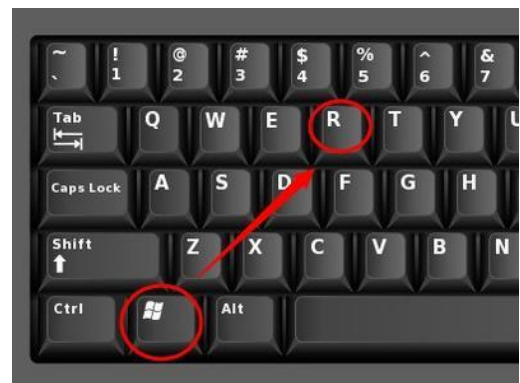 ~ ! @ # $ % ^ &
` 1 2 3 4 5 6 7
Tab Q W E R T Y U
Caps Lock A S D F G H
Shift Z X C V B N
Ctrl Alt